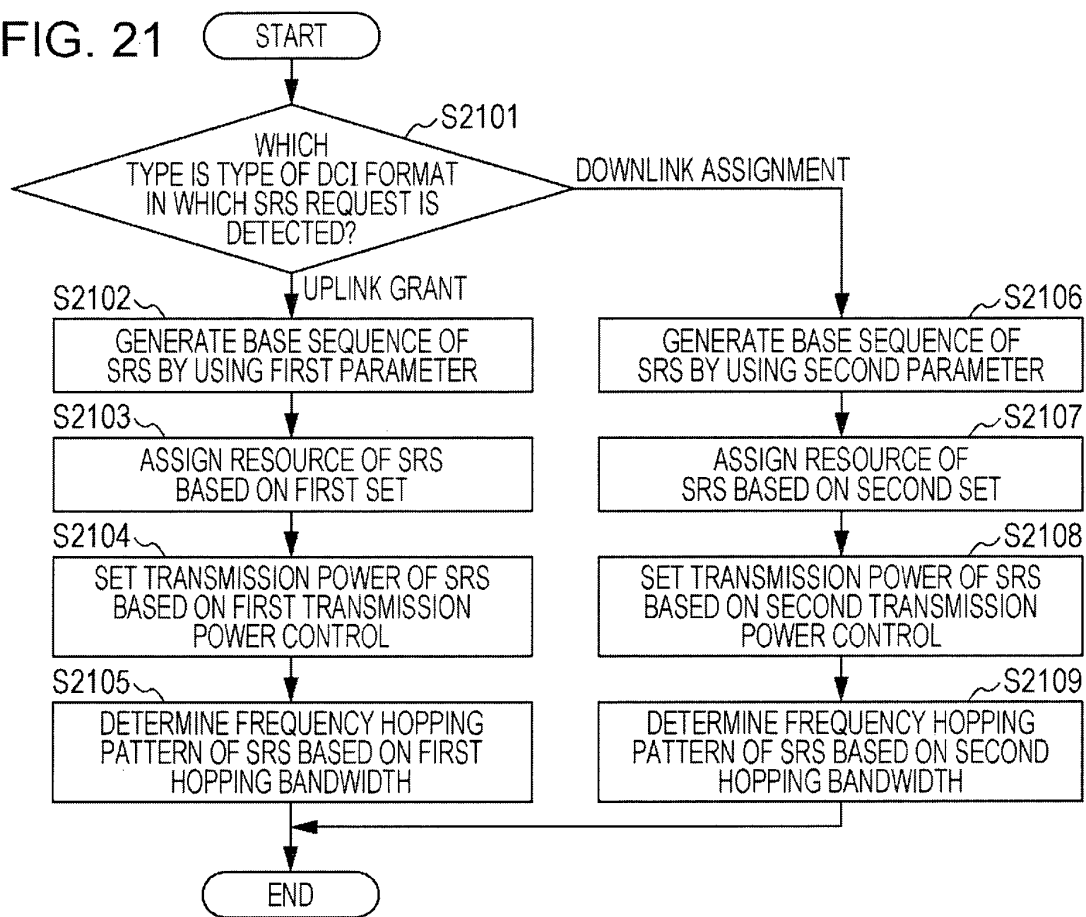 FIG. 21
START
S2101
WHICH
TYPE IS TYPE OF DCI FORMAT
IN WHICH SRS REQUEST IS
DETECTED?
DOWNLINK ASSIGNMENT
UPLINK GRANT
S2102
GENERATE BASE SEQUENCE OF
SRS BY USING FIRST PARAMETER
S2103
ASSIGN RESOURCE OF SRS
BASED ON FIRST SET
S2104
SET TRANSMISSION POWER OF SRS
BASED ON FIRST TRANSMISSION
POWER CONTROL
S2105
DETERMINE FREQUENCY HOPPING
PATTERN OF SRS BASED ON FIRST
HOPPING BANDWIDTH
S2106
GENERATE BASE SEQUENCE OF
SRS BY USING SECOND PARAMETER
S2107
ASSIGN RESOURCE OF
SRS BASED ON SECOND SET
S2108
SET TRANSMISSION POWER OF SRS
BASED ON SECOND TRANSMISSION
POWER CONTROL
S2109
DETERMINE FREQUENCY HOPPING
PATTERN OF SRS BASED ON SECOND
HOPPING BANDWIDTH
END